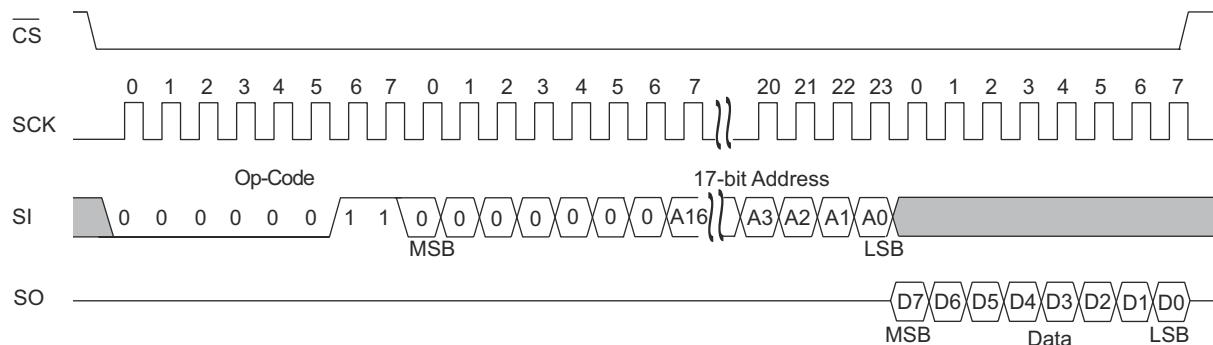 CS
0 1 2 3 4 5 6 7 0 1 2 3 4 5 6 7 20 21 22 23 0 1 2 3 4 5 6 7
SCK
Op-Code 17-bit Address
SI 0 0 0 0 0 0 1 1 0 0 0 0 0 0 0 A16 A3 A2 A1 A0
MSB LSB
SO D7 D6 D5 D4 D3 D2 D1 D0
MSB Data LSB